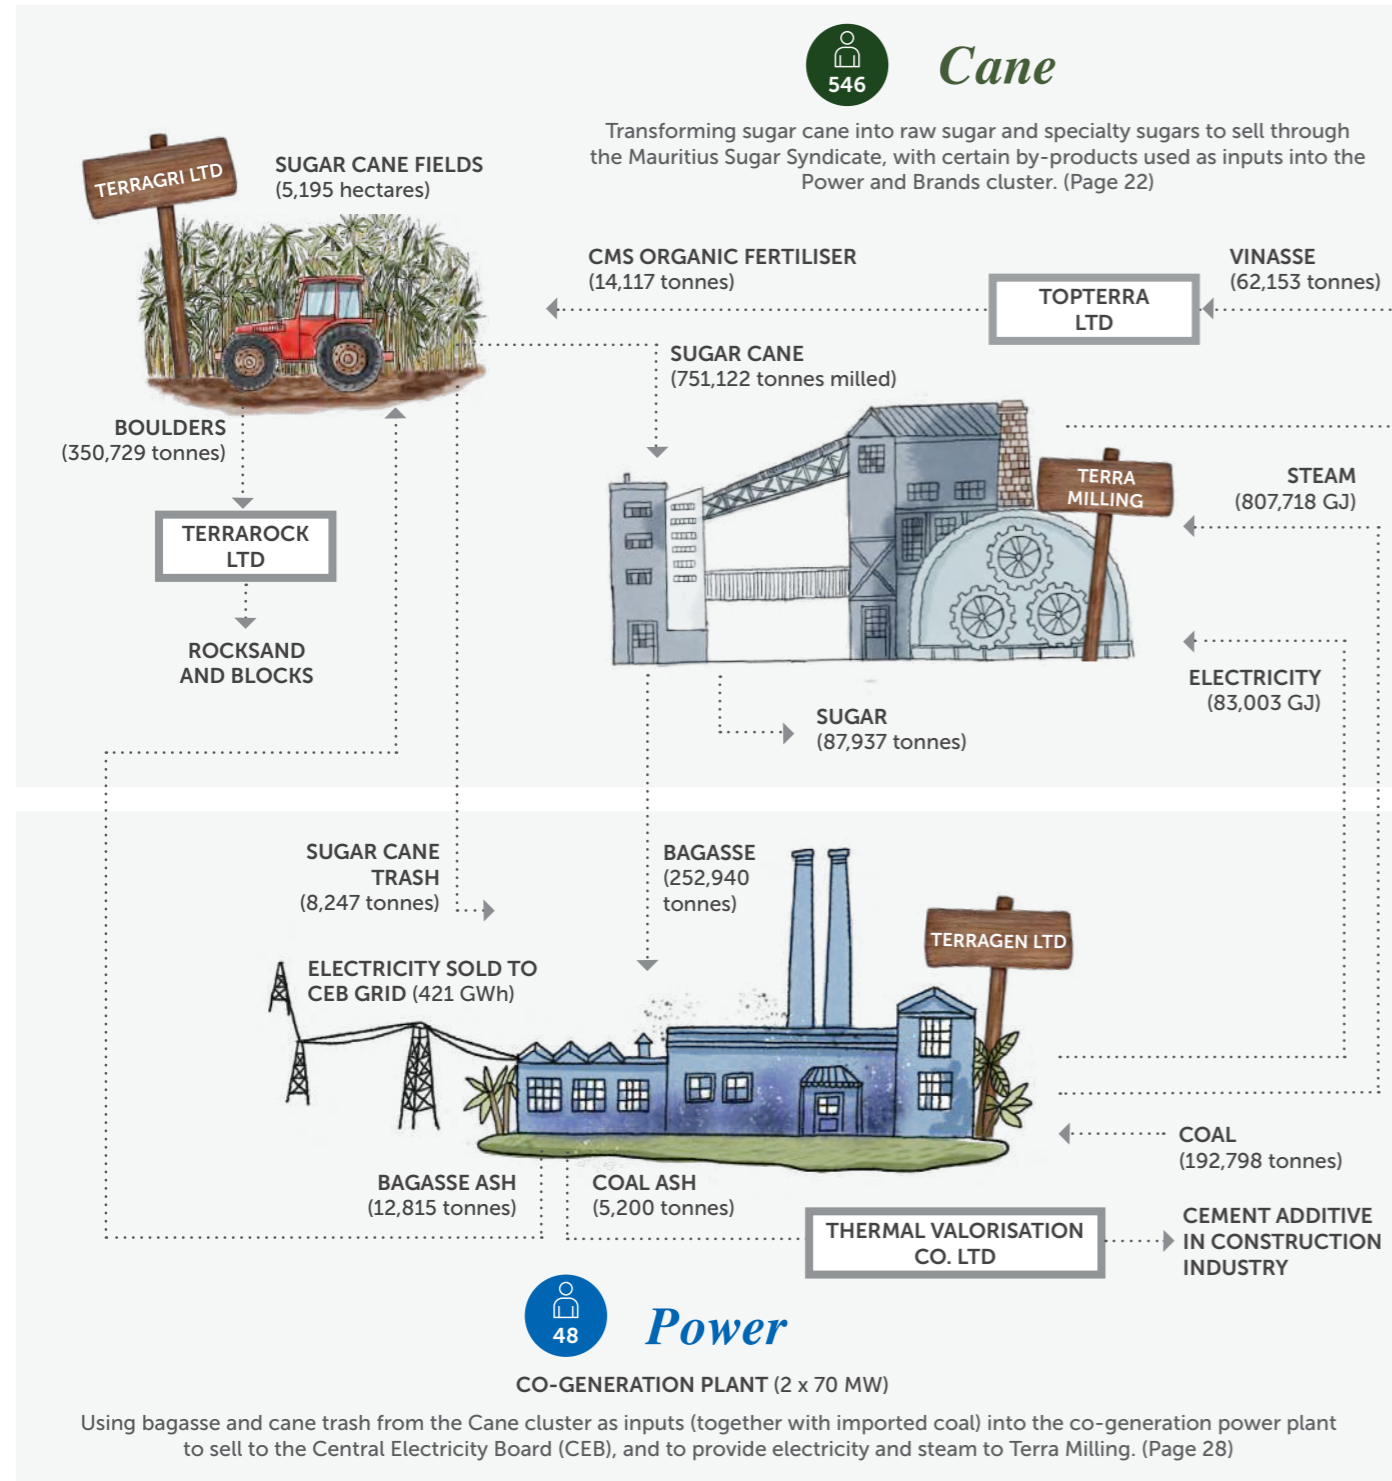 546
Cane
Transforming sugar cane into raw sugar and specialty sugars to sell through
the Mauritius Sugar Syndicate, with certain by-products used as inputs into the
Power and Brands cluster. (Page 22)
TERRAGRI LTD
SUGAR CANE FIELDS
(5,195 hectares)
CMS ORGANIC FERTILISER
(14,117 tonnes)
TOPTERRA
LTD
VINASSE
(62,153 tonnes)
SUGAR CANE
(751,122 tonnes milled)
BOULDERS
(350,729 tonnes)
TERRAROCK
LTD
ROCKSAND
AND BLOCKS
TERRA
MILLING
STEAM
(807,718 GJ)
ELECTRICITY
(83,003 GJ)
SUGAR
(87,937 tonnes)
SUGAR CANE
TRASH
(8,247 tonnes)
BAGASSE
(252,940
tonnes)
TERRAGEN LTD
ELECTRICITY SOLD TO
CEB GRID (421 GWh)
COAL
(192,798 tonnes)
BAGASSE ASH
(12,815 tonnes)
COAL ASH
(5,200 tonnes)
THERMAL VALORISATION
CO. LTD
CEMENT ADDITIVE
IN CONSTRUCTION
INDUSTRY
48
Power
CO-GENERATION PLANT (2 x 70 MW)
Using bagasse and cane trash from the Cane cluster as inputs (together with imported coal) into the co-generation power plant
to sell to the Central Electricity Board (CEB), and to provide electricity and steam to Terra Milling. (Page 28)